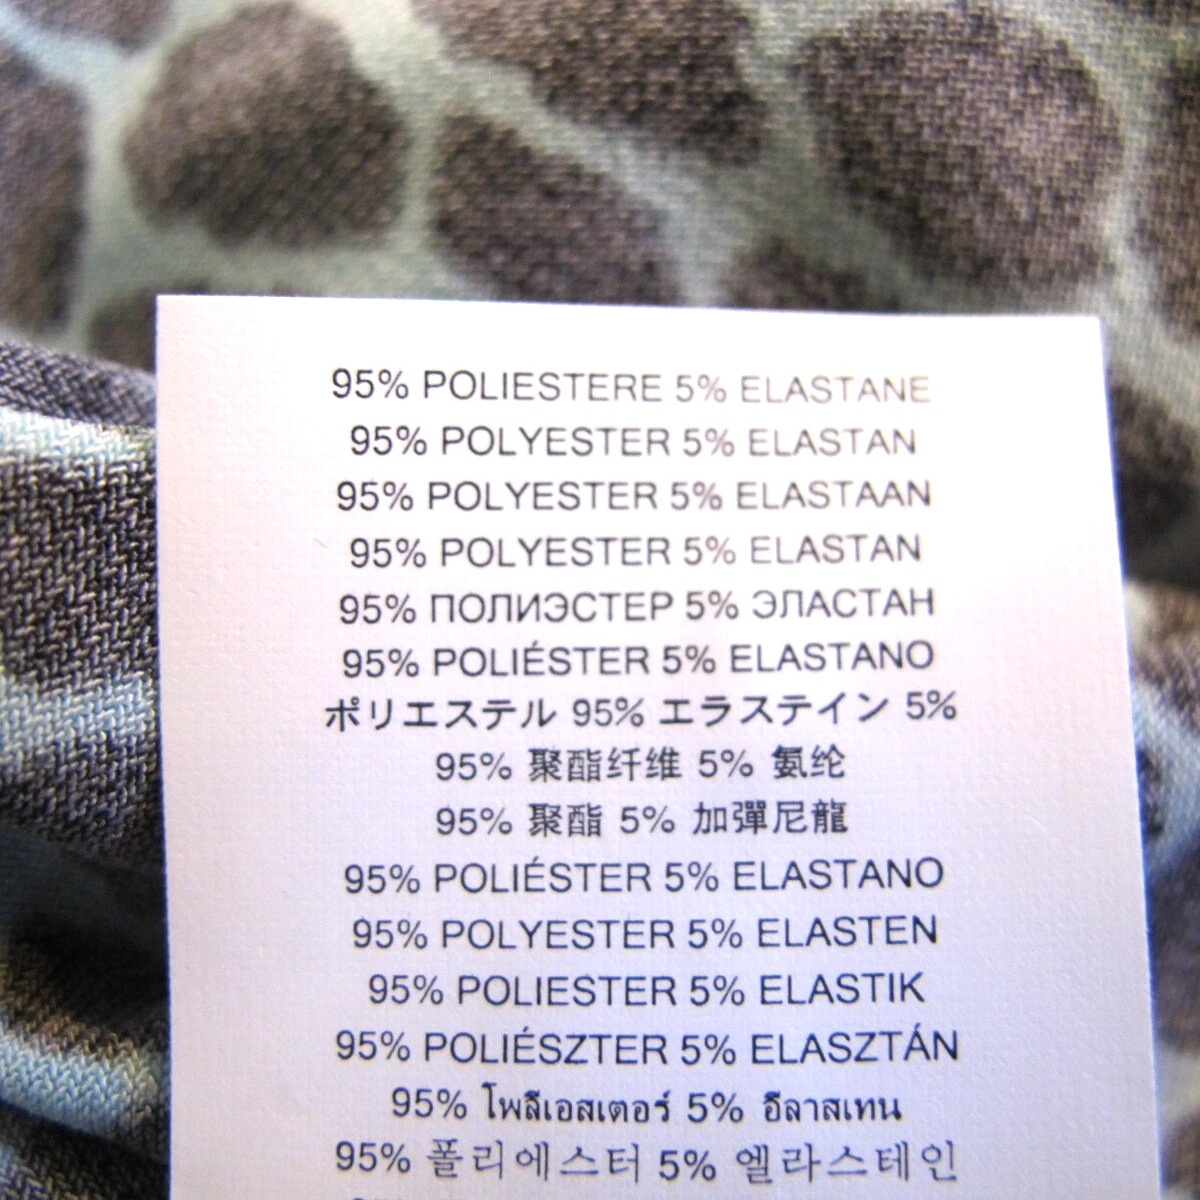 95% POLIESTERE 5% ELASTANE
95% POLYESTER 5% ELASTAN
95% POLYESTER 5% ELASTAAN
95% POLYESTER 5% ELASTAN
95% ПОЛИЭСТЕР 5% ЭЛАСТАН
95% POLIÉSTER 5% ELASTANO
ポリエステル 95% エラステイン 5%
95% 聚酯纤维 5% 氨纶
95% 聚酯 5% 加彈尼龍
95% POLIÉSTER 5% ELASTANO
95% POLYESTER 5% ELASTEN
95% POLIESTER 5% ELASTIK
95% POLIÉSZTER 5% ELASZTÁN
95% โพลีเอสเตอร์ 5% อีลาสเทน
95% 폴리에스터 5% 엘라스테인